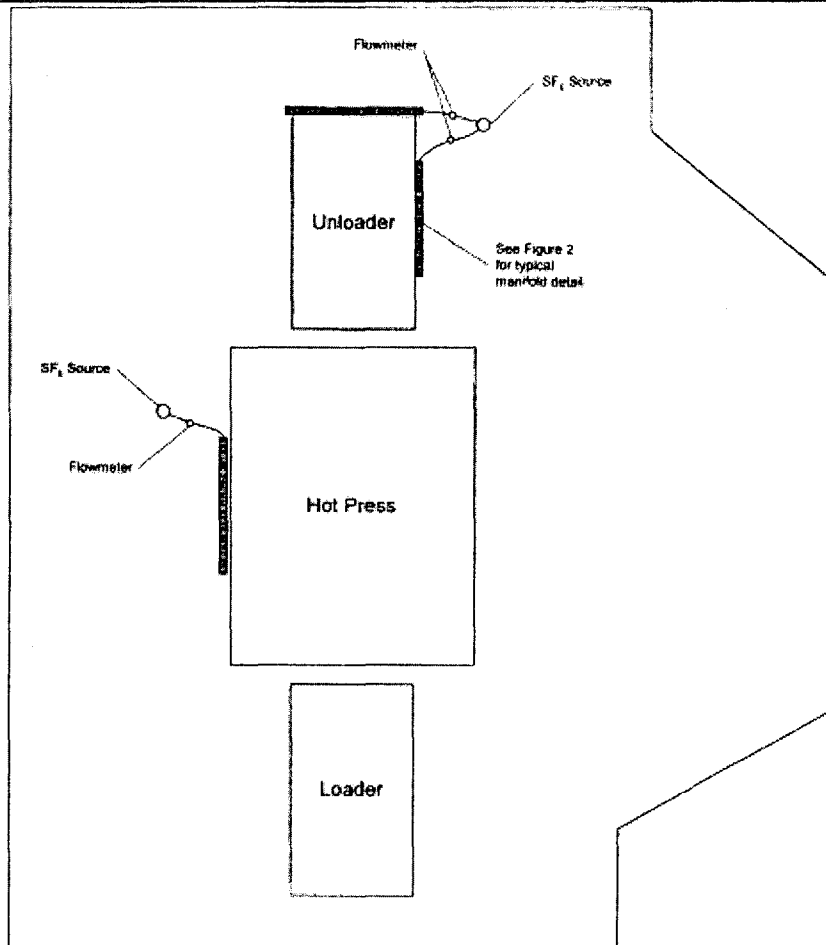 Flowmeter
SF₆ Source
Unloader
See Figure 2
for typical
manifold detail
SF₆ Source
Flowmeter
Hot Press
Loader